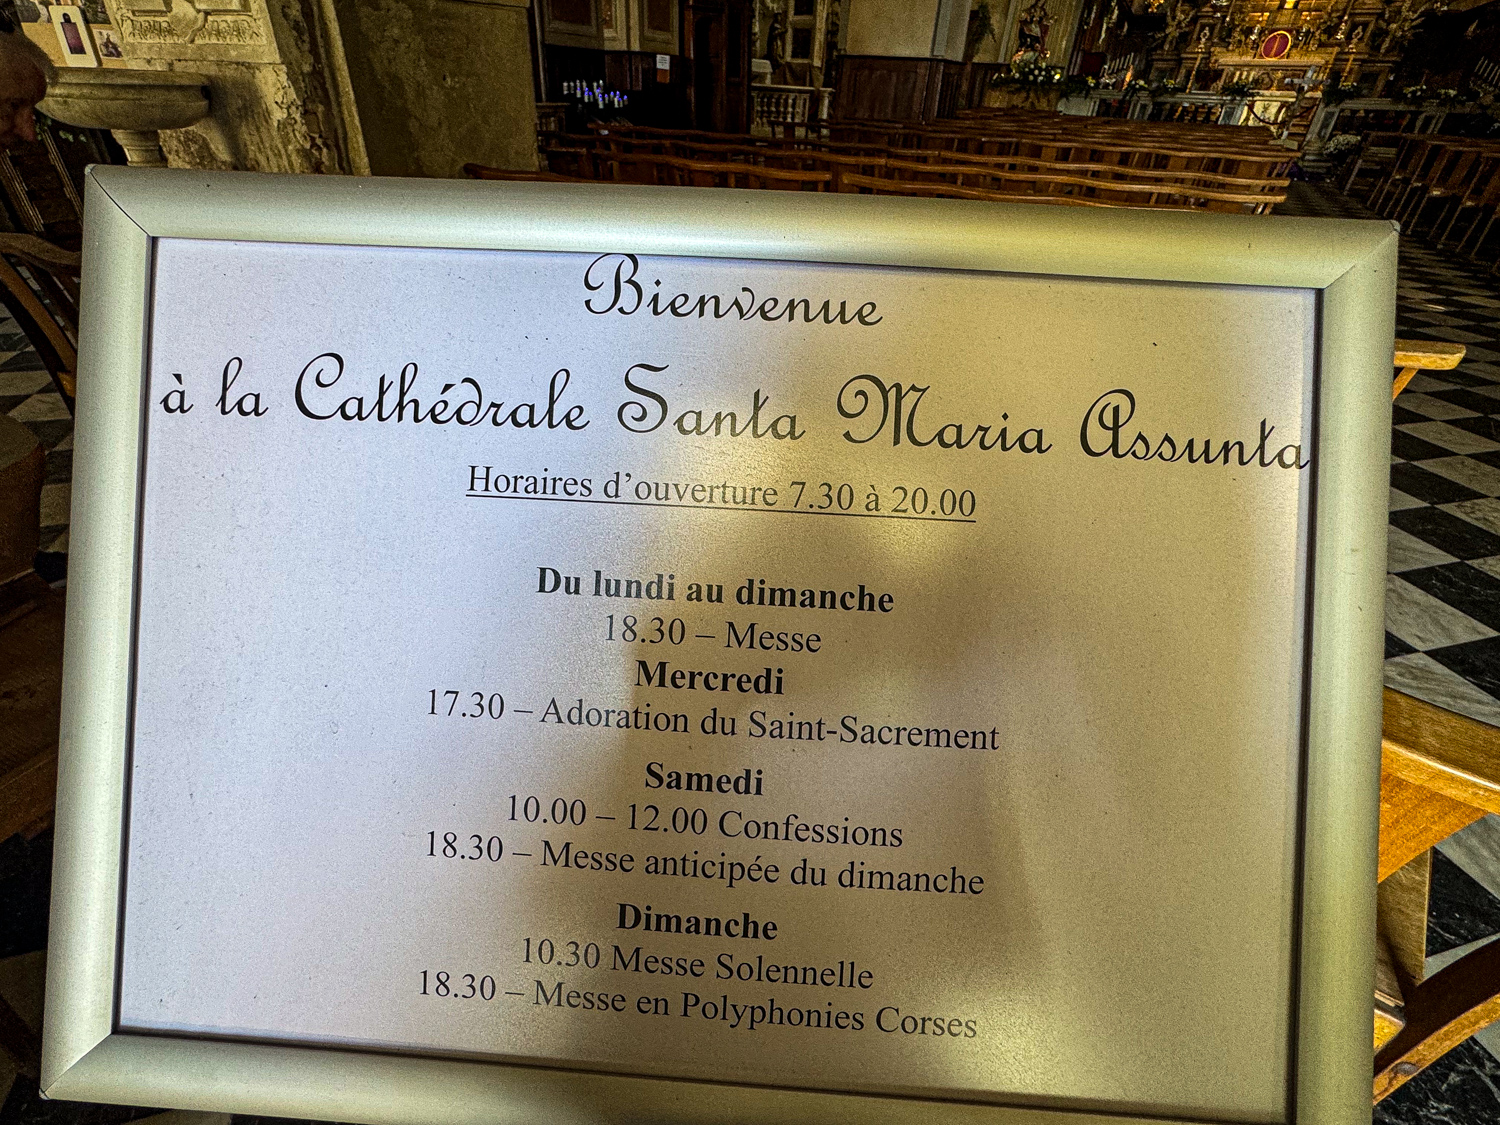 Bienvenue
à la Cathédrale Santa Maria Assunta
Horaires d'ouverture 7.30 à 20.00
Du lundi au dimanche
18.30 – Messe
Mercredi
17.30 – Adoration du Saint-Sacrement
Samedi
10.00 – 12.00 Confessions
18.30 – Messe anticipée du dimanche
Dimanche
10.30 Messe Solennelle
18.30 – Messe en Polyphonies Corses